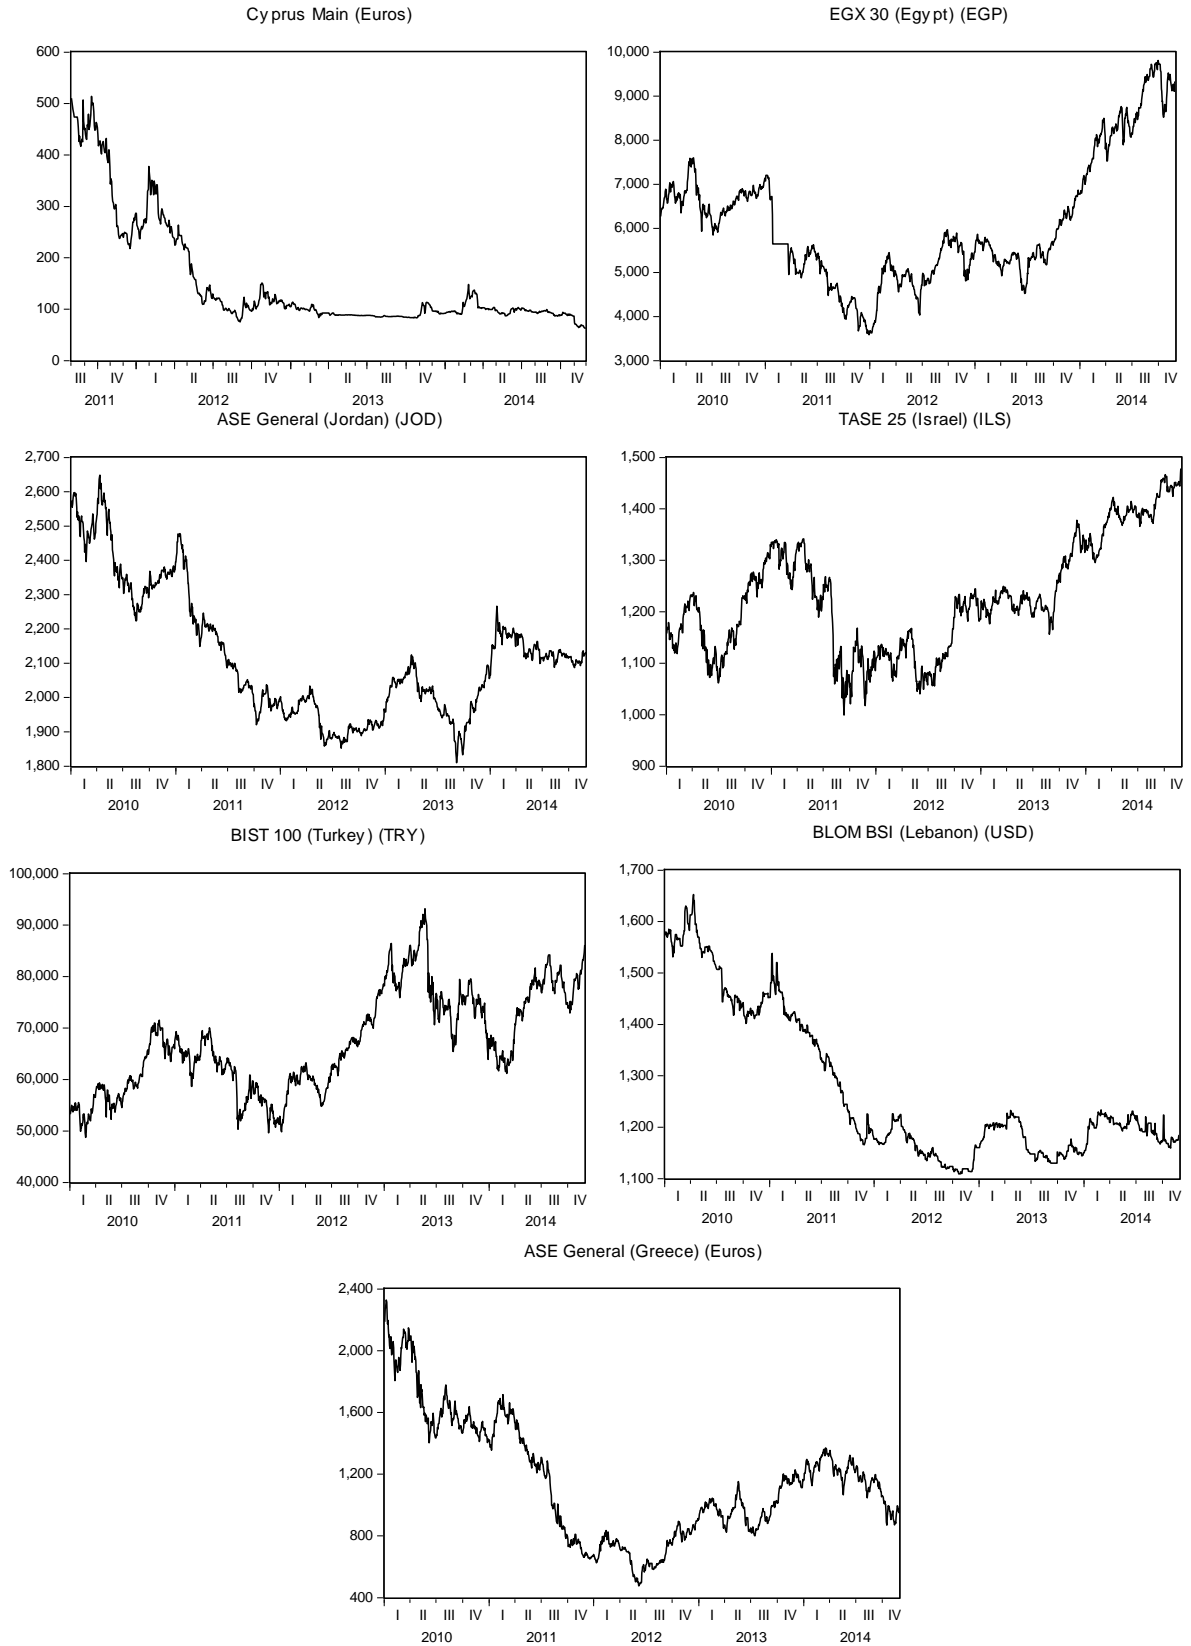 Cyprus Main (Euros)
600
500
400
300
200
100
0
III IV I II III IV I II III IV I II III IV
2011 2012 2013 2014
EGX 30 (Egypt) (EGP)
10,000
9,000
8,000
7,000
6,000
5,000
4,000
3,000
I II III IV I II III IV I II III IV I II III IV I II III IV
2010 2011 2012 2013 2014
ASE General (Jordan) (JOD)
2,700
2,600
2,500
2,400
2,300
2,200
2,100
2,000
1,900
1,800
I II III IV I II III IV I II III IV I II III IV I II III IV
2010 2011 2012 2013 2014
TASE 25 (Israel) (ILS)
1,500
1,400
1,300
1,200
1,100
1,000
900
I II III IV I II III IV I II III IV I II III IV I II III IV
2010 2011 2012 2013 2014
BIST 100 (Turkey) (TRY)
100,000
90,000
80,000
70,000
60,000
50,000
40,000
I II III IV I II III IV I II III IV I II III IV I II III IV
2010 2011 2012 2013 2014
BLOM BSI (Lebanon) (USD)
1,700
1,600
1,500
1,400
1,300
1,200
1,100
I II III IV I II III IV I II III IV I II III IV I II III IV
2010 2011 2012 2013 2014
ASE General (Greece) (Euros)
2,400
2,000
1,600
1,200
800
400
I II III IV I II III IV I II III IV I II III IV I II III IV
2010 2011 2012 2013 2014